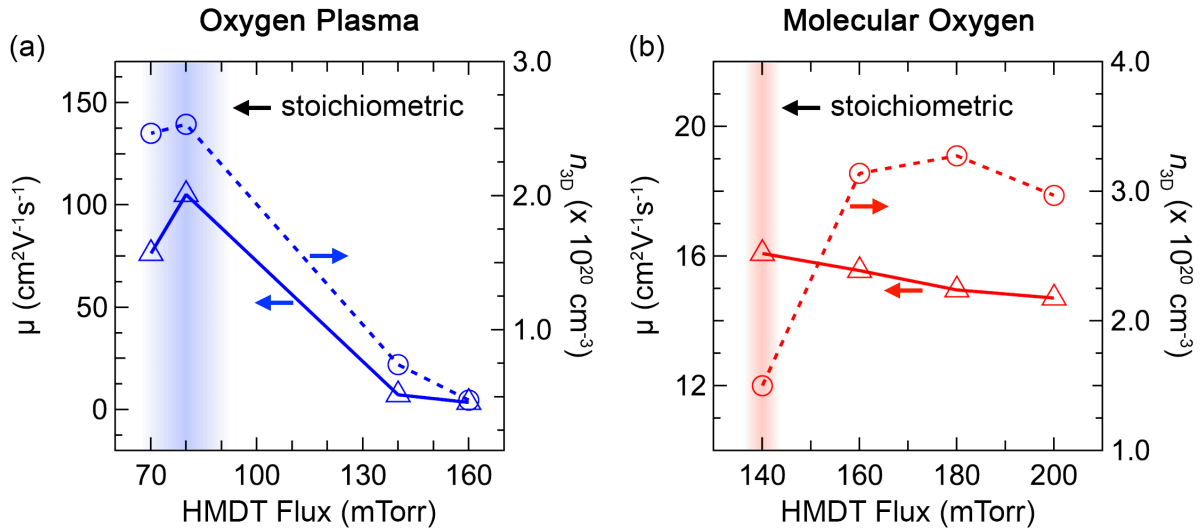 Oxygen Plasma
(a)
stoichiometric
150
100
50
0
μ (cm²V⁻¹s⁻¹)
3.0
2.0
1.0
n₃D (x 10²⁰ cm⁻³)
70 100 130 160
HMDT Flux (mTorr)
Molecular Oxygen
(b)
stoichiometric
20
16
12
μ (cm²V⁻¹s⁻¹)
4.0
3.0
2.0
1.0
n₃D (x 10²⁰ cm⁻³)
140 160 180 200
HMDT Flux (mTorr)